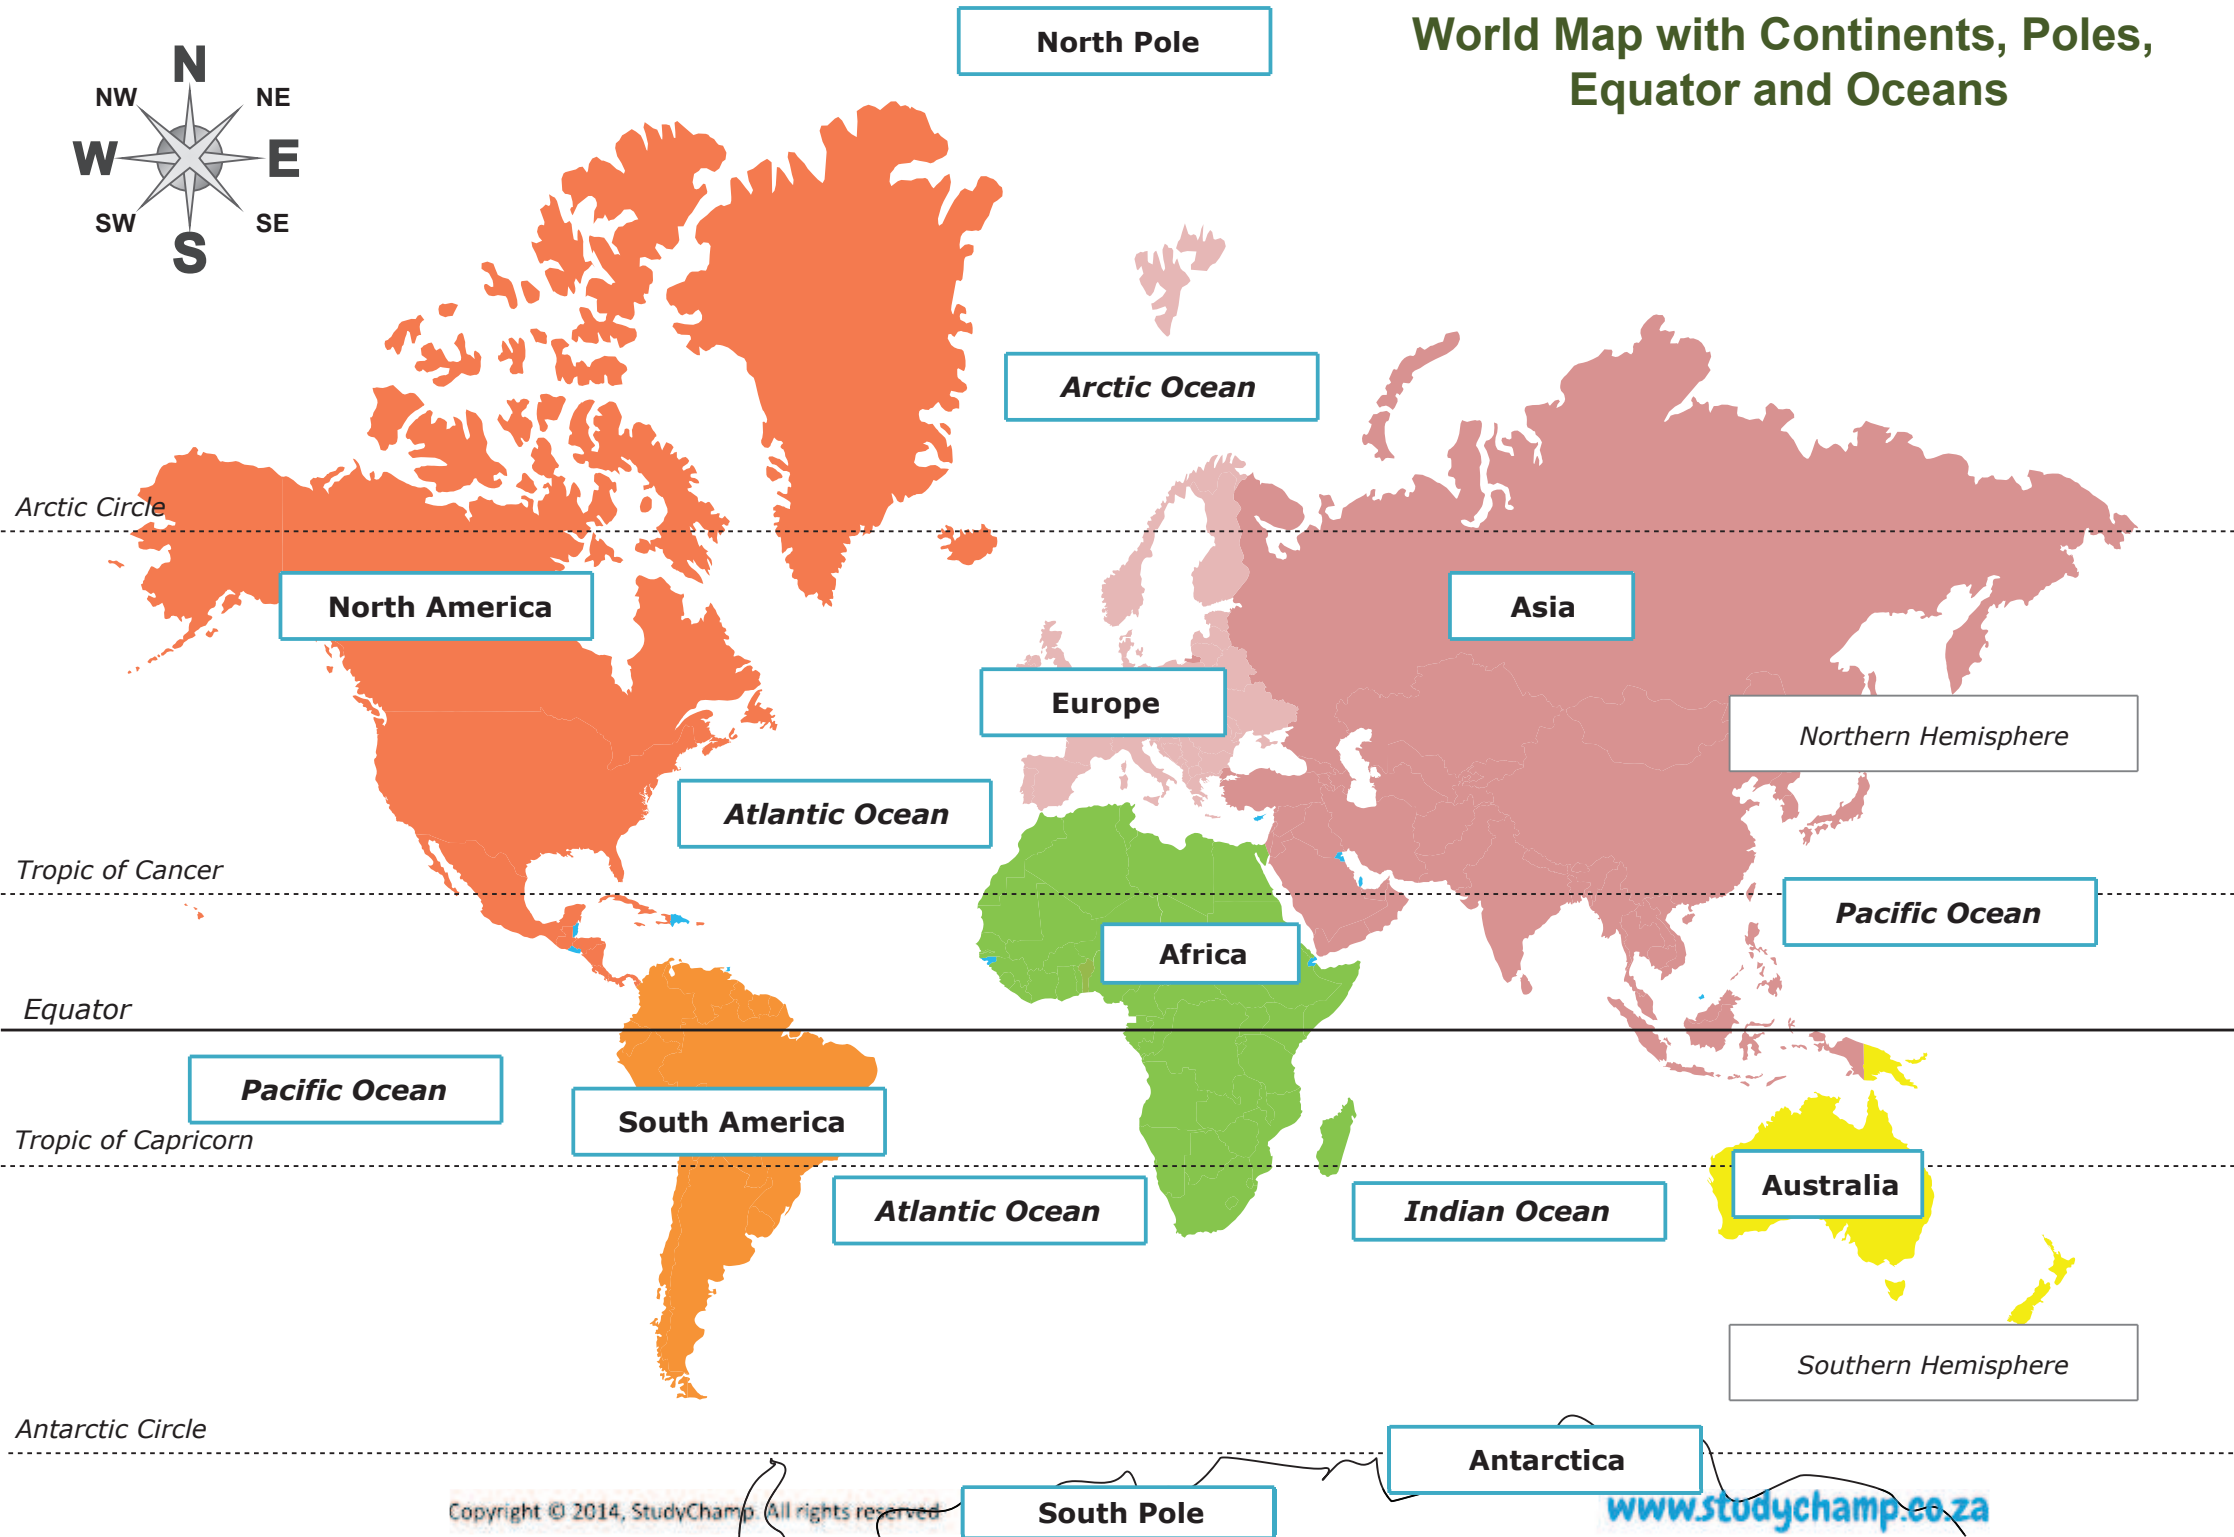 North Pole
World Map with Continents, Poles,
Equator and Oceans
N
NW
NE
W
E
SW
SE
S
Arctic Ocean
Arctic Circle
North America
Asia
Europe
Northern Hemisphere
Atlantic Ocean
Tropic of Cancer
Pacific Ocean
Africa
Equator
Pacific Ocean
South America
Tropic of Capricorn
Australia
Atlantic Ocean
Indian Ocean
Southern Hemisphere
Antarctic Circle
Antarctica
Copyright © 2014, StudyChamp. All rights reserved
South Pole
www.studychamp.co.za